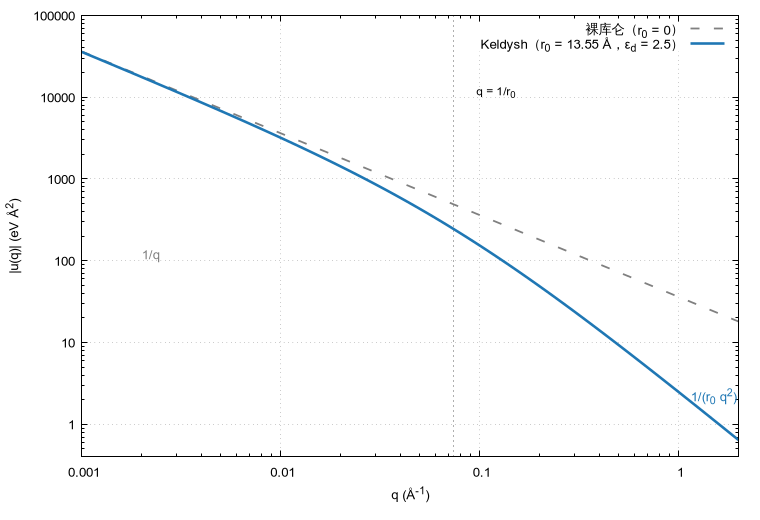 裸库仑（r₀ = 0）
Keldysh（r₀ = 13.55 Å，ε_d = 2.5）
100000
10000
1000
100
10
1
|u(q)| (eV Å²)
q = 1/r₀
1/q
1/(r₀ q²)
0.001
0.01
0.1
1
q (Å⁻¹)